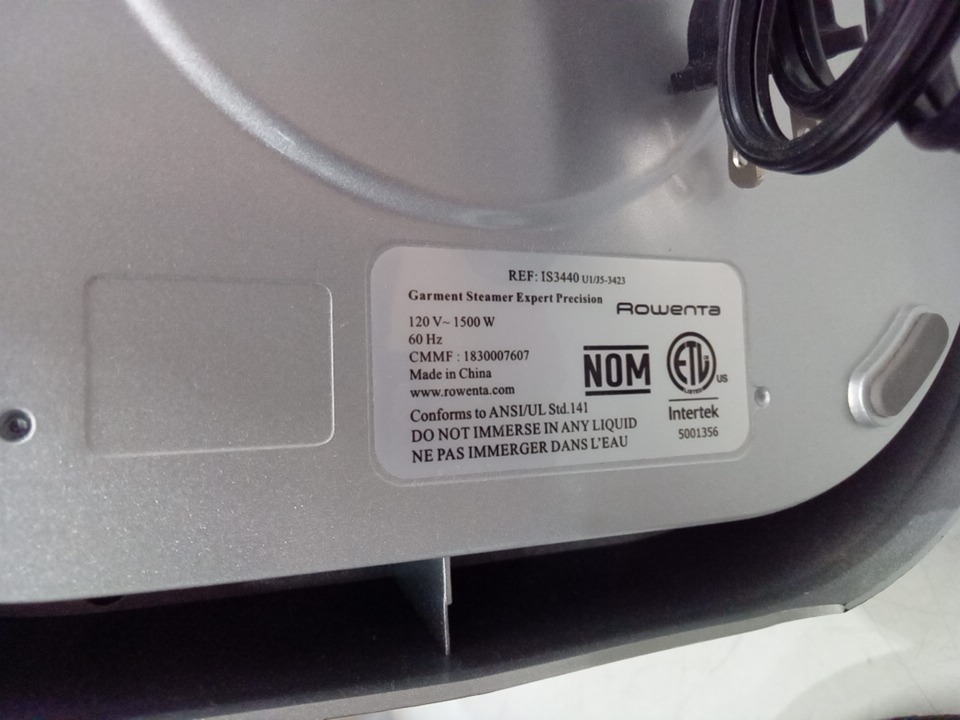 REF: IS3440 U1/J5-3423
Garment Steamer Expert Precision
Rowenta
120 V~ 1500 W
60 Hz
CMMF : 1830007607
Made in China
www.rowenta.com
NOM
ETL
LISTED
US
Intertek
5001356
Conforms to ANSI/UL Std.141
DO NOT IMMERSE IN ANY LIQUID
NE PAS IMMERGER DANS L'EAU